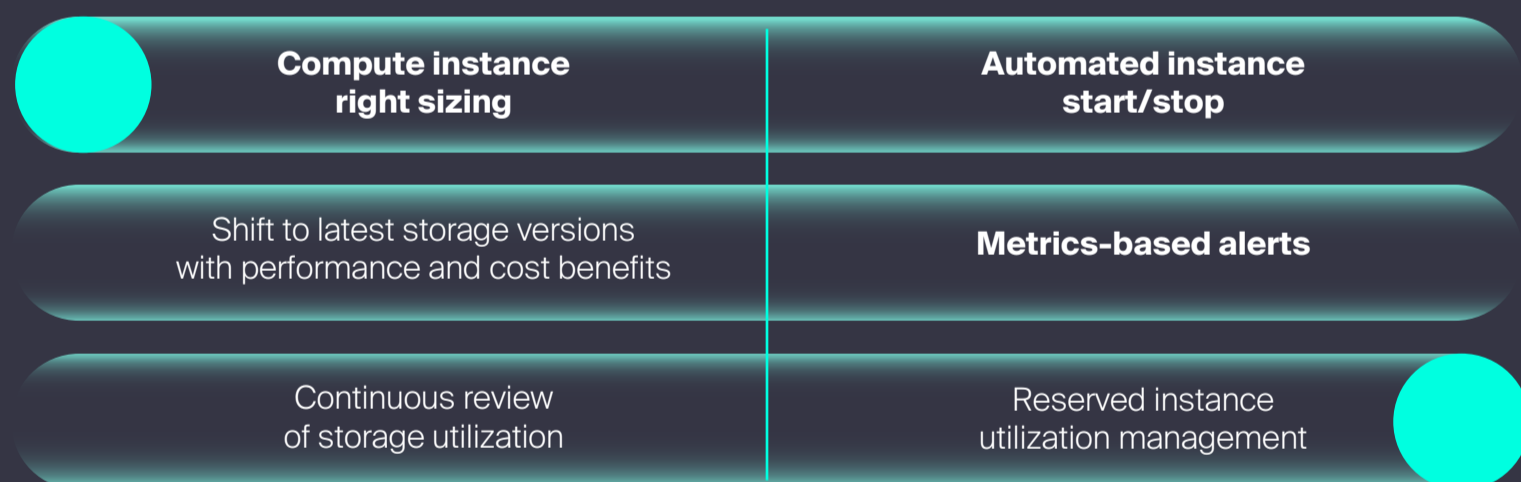 Compute instance
right sizing
Automated instance
start/stop
Shift to latest storage versions
with performance and cost benefits
Metrics-based alerts
Continuous review
of storage utilization
Reserved instance
utilization management